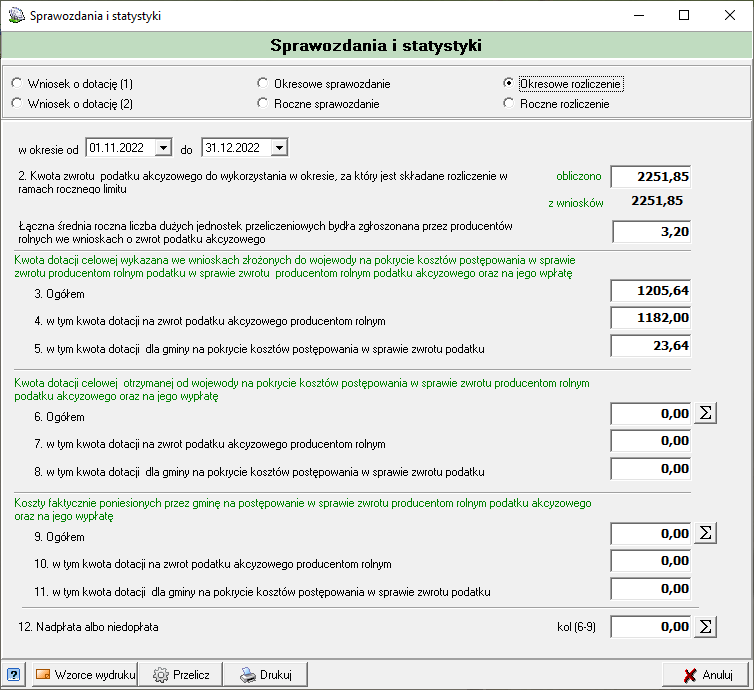 Sprawozdania i statystyki
Sprawozdania i statystyki
Wniosek o dotację (1)
Okresowe sprawozdanie
Okresowe rozliczenie
Wniosek o dotację (2)
Roczne sprawozdanie
Roczne rozliczenie
w okresie od 01.11.2022 do 31.12.2022
2. Kwota zwrotu podatku akcyzowego do wykorzystania w okresie, za który jest składane rozliczenie w
ramach rocznego limitu
obliczono 2251,85
z wniosków 2251,85
Łączna średnia roczna liczba dużych jednostek przeliczeniowych bydła zgłoszonana przez producentów
rolnych we wnioskach o zwrot podatku akcyzowego
3,20
Kwota dotacji celowej wykazana we wnioskach złożonych do wojewody na pokrycie kosztów postępowania w sprawie
zwrotu producentom rolnym podatku w sprawie zwrotu producentom rolnym podatku akcyzowego oraz na jego wpłatę
3. Ogółem 1205,64
4. w tym kwota dotacji na zwrot podatku akcyzowego producentom rolnym 1182,00
5. w tym kwota dotacji dla gminy na pokrycie kosztów postępowania w sprawie zwrotu podatku 23,64
Kwota dotacji celowej otrzymanej od wojewody na pokrycie kosztów postępowania w sprawie zwrotu producentom rolnym
podatku akcyzowego oraz na jego wypłatę
6. Ogółem 0,00 Σ
7. w tym kwota dotacji na zwrot podatku akcyzowego producentom rolnym 0,00
8. w tym kwota dotacji dla gminy na pokrycie kosztów postępowania w sprawie zwrotu podatku 0,00
Koszty faktycznie poniesionych przez gminę na postępowanie w sprawie zwrotu producentom rolnym podatku akcyzowego
oraz na jego wypłatę
9. Ogółem 0,00 Σ
10. w tym kwota dotacji na zwrot podatku akcyzowego producentom rolnym 0,00
11. w tym kwota dotacji dla gminy na pokrycie kosztów postępowania w sprawie zwrotu podatku 0,00
12. Nadpłata albo niedopłata kol (6-9) 0,00 Σ
? Wzorce wydruku Przelicz Drukuj Anuluj